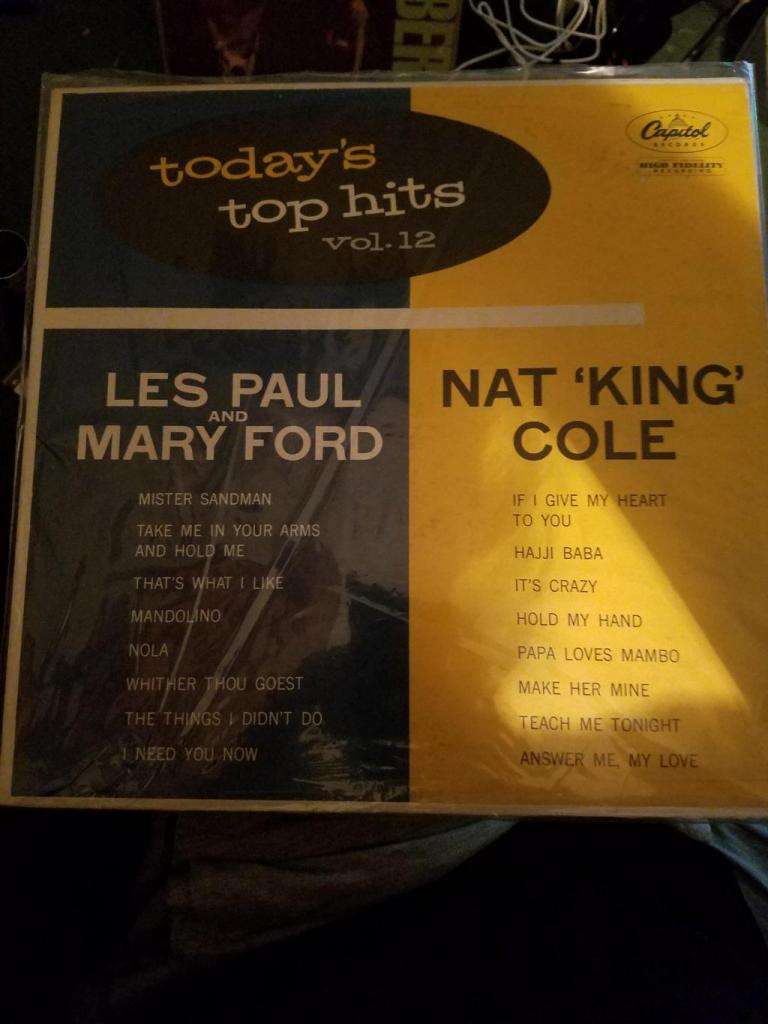 BER
today's
top hits
vol.12
Capitol
RECORDS
HIGH FIDELITY
RECORDING
LES PAUL
AND
MARY FORD
MISTER SANDMAN
TAKE ME IN YOUR ARMS
AND HOLD ME
THAT'S WHAT I LIKE
MANDOLINO
NOLA
WHITHER THOU GOEST
THE THINGS I DIDN'T DO
I NEED YOU NOW
NAT 'KING'
COLE
IF I GIVE MY HEART
TO YOU
HAJJI BABA
IT'S CRAZY
HOLD MY HAND
PAPA LOVES MAMBO
MAKE HER MINE
TEACH ME TONIGHT
ANSWER ME, MY LOVE